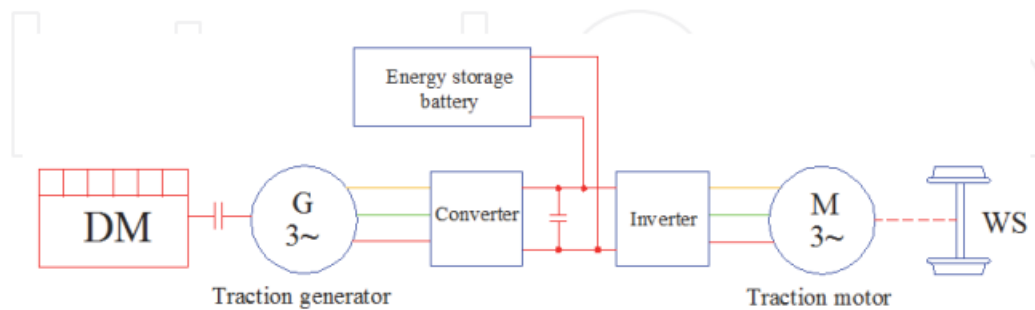 Energy storage
battery
DM
G
3~
Converter
Inverter
M
3~
WS
Traction generator
Traction motor